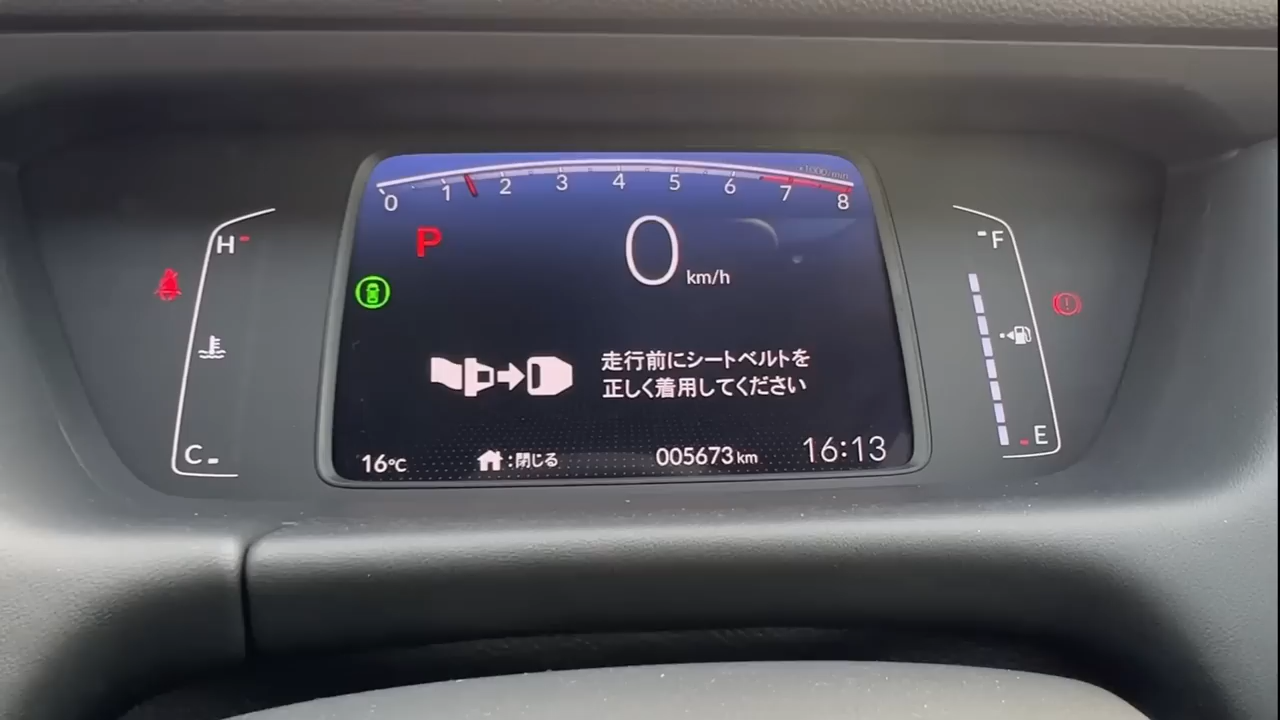 ×1000/min
0 1 2 3 4 5 6 7 8
P
0 km/h
H
F
走行前にシートベルトを
正しく着用してください
C
E
16℃
:閉じる
005673 km
16:13